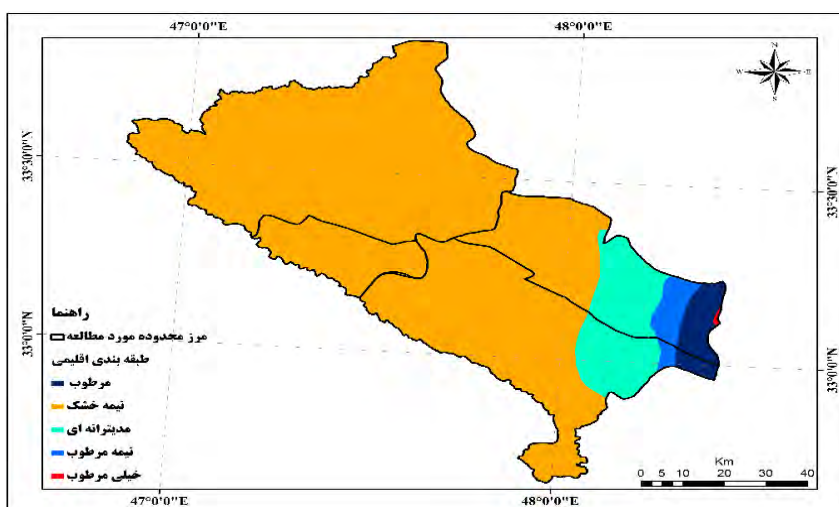 47°0'0"E 48°0'0"E
N
W E
S
33°30'0"N 33°30'0"N
33°0'0"N 33°0'0"N
راهنما
مرز محدوده مورد مطالعه
طبقه بندی اقلیمی
مرطوب
نیمه خشک
مدیترانه ای
نیمه مرطوب
خیلی مرطوب
Km
0 5 10 20 30 40
47°0'0"E 48°0'0"E